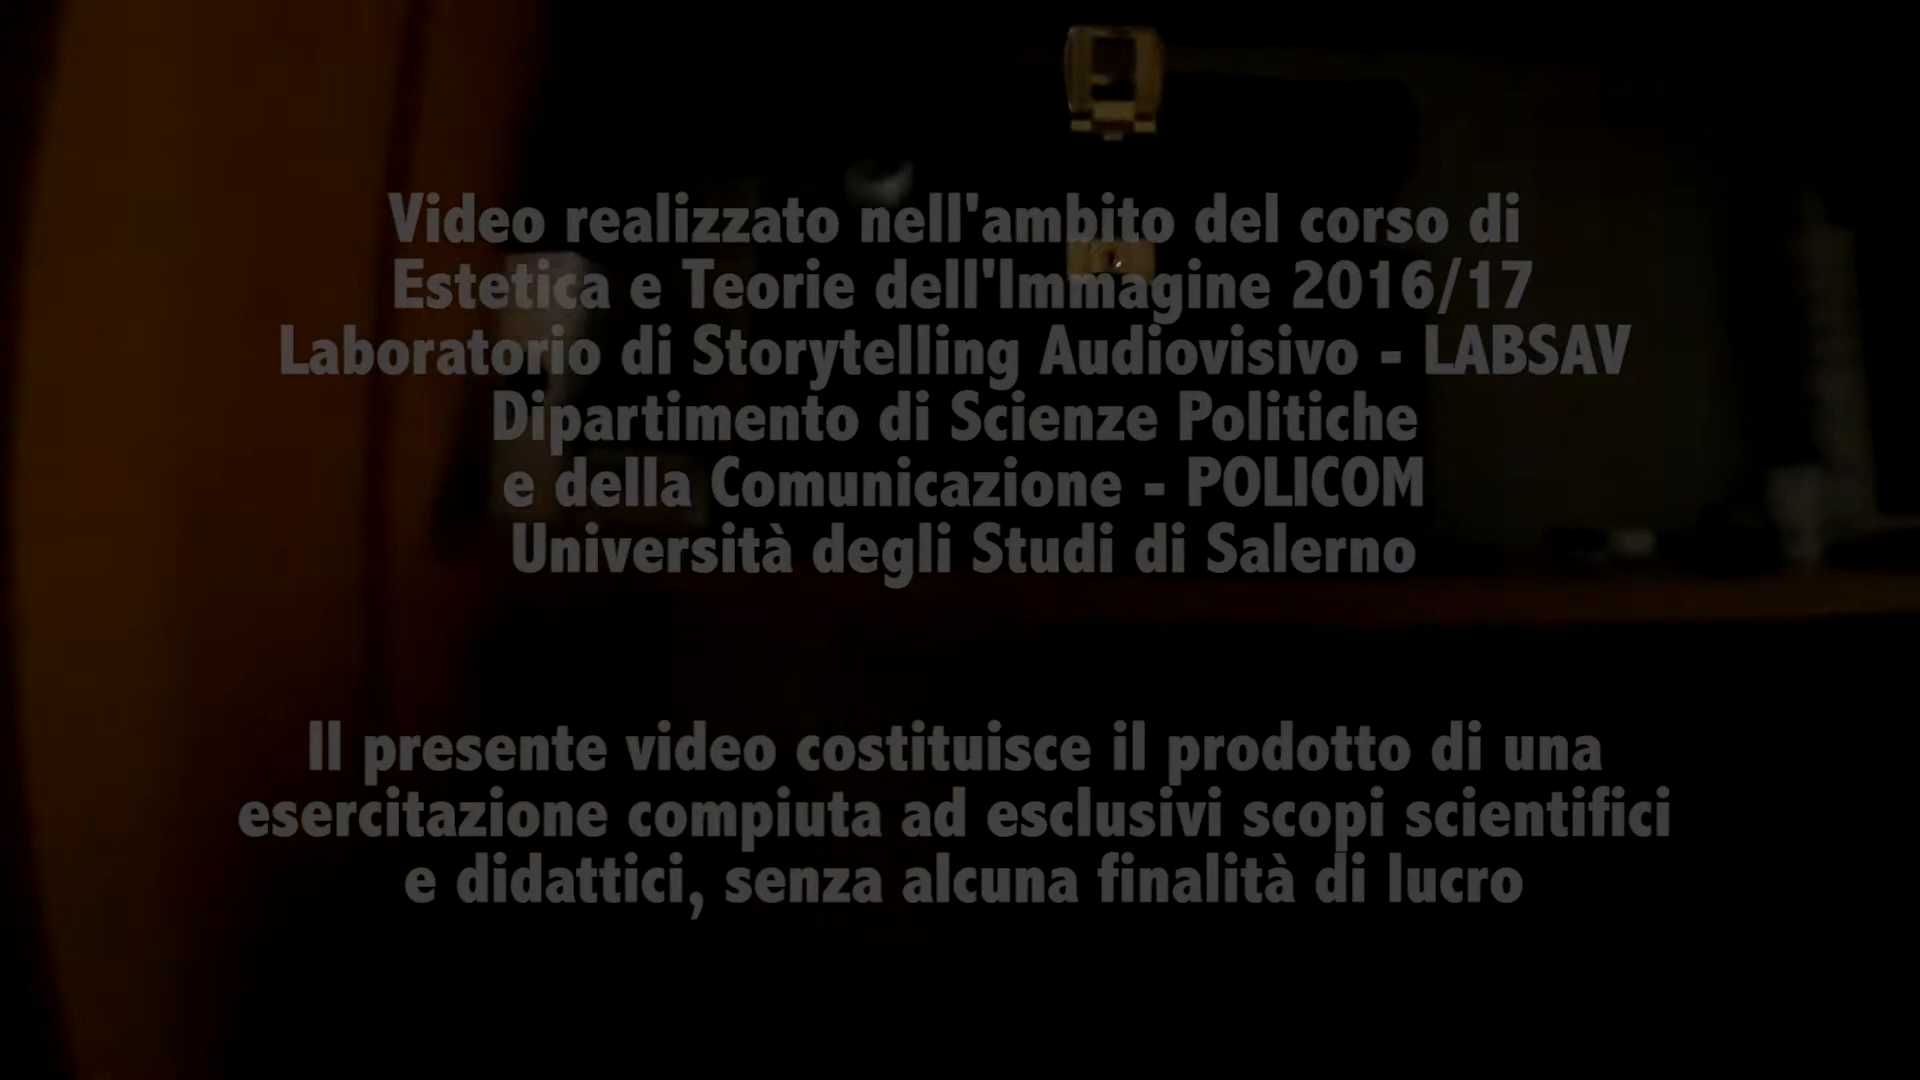 Video realizzato nell'ambito del corso di
Estetica e Teorie dell'Immagine 2016/17
Laboratorio di Storytelling Audiovisivo - LABSAV
Dipartimento di Scienze Politiche
e della Comunicazione - POLICOM
Università degli Studi di Salerno
Il presente video costituisce il prodotto di una
esercitazione compiuta ad esclusivi scopi scientifici
e didattici, senza alcuna finalità di lucro